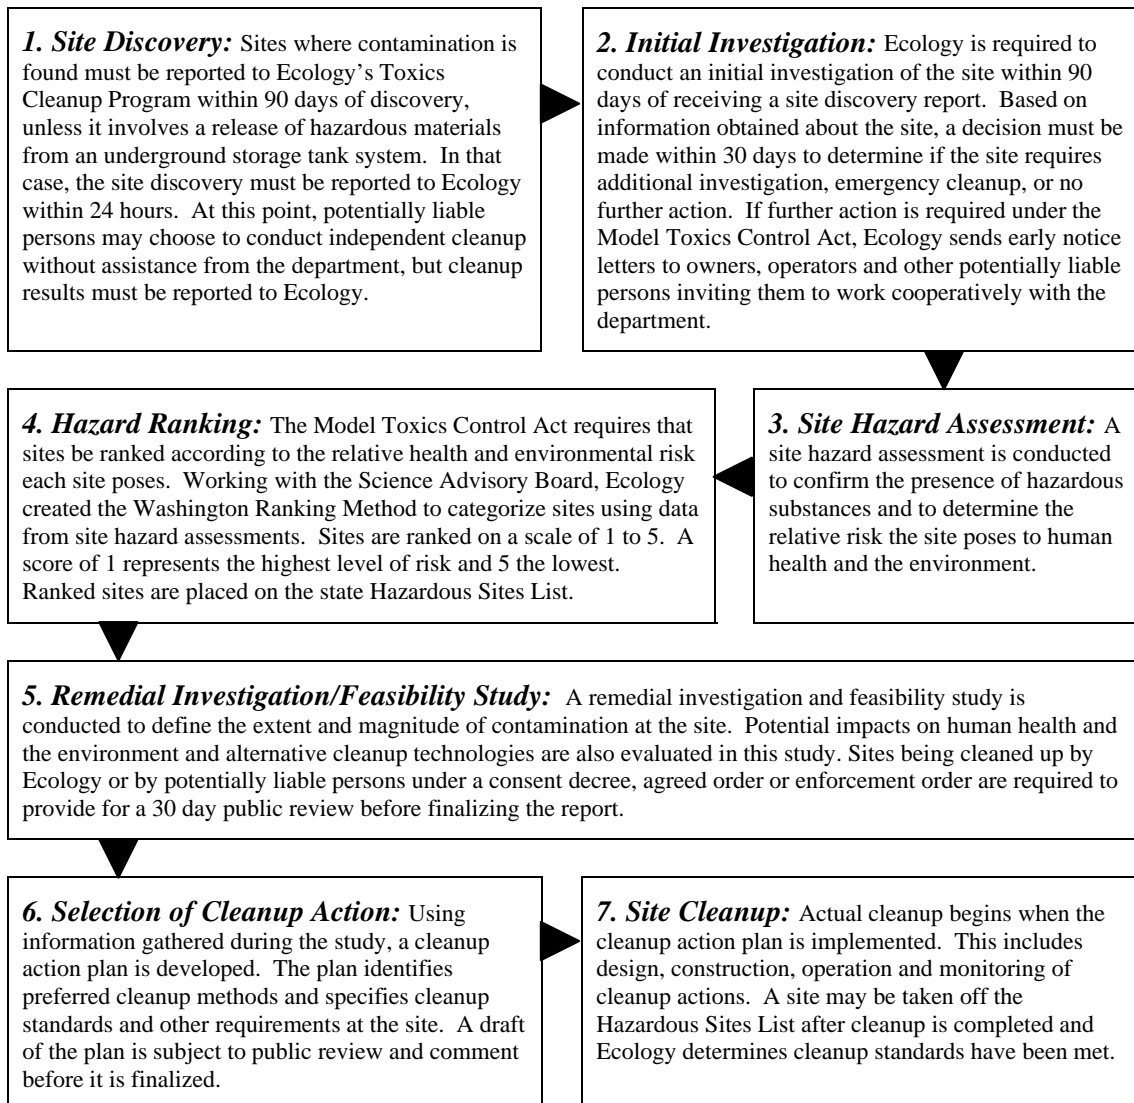 1. Site Discovery: Sites where contamination is
found must be reported to Ecology's Toxics
Cleanup Program within 90 days of discovery,
unless it involves a release of hazardous materials
from an underground storage tank system. In that
case, the site discovery must be reported to Ecology
within 24 hours. At this point, potentially liable
persons may choose to conduct independent cleanup
without assistance from the department, but cleanup
results must be reported to Ecology.
2. Initial Investigation: Ecology is required to
conduct an initial investigation of the site within 90
days of receiving a site discovery report. Based on
information obtained about the site, a decision must be
made within 30 days to determine if the site requires
additional investigation, emergency cleanup, or no
further action. If further action is required under the
Model Toxics Control Act, Ecology sends early notice
letters to owners, operators and other potentially liable
persons inviting them to work cooperatively with the
department.
3. Site Hazard Assessment: A
site hazard assessment is conducted
to confirm the presence of hazardous
substances and to determine the
relative risk the site poses to human
health and the environment.
4. Hazard Ranking: The Model Toxics Control Act requires that
sites be ranked according to the relative health and environmental risk
each site poses. Working with the Science Advisory Board, Ecology
created the Washington Ranking Method to categorize sites using data
from site hazard assessments. Sites are ranked on a scale of 1 to 5. A
score of 1 represents the highest level of risk and 5 the lowest.
Ranked sites are placed on the state Hazardous Sites List.
5. Remedial Investigation/Feasibility Study: A remedial investigation and feasibility study is
conducted to define the extent and magnitude of contamination at the site. Potential impacts on human health and
the environment and alternative cleanup technologies are also evaluated in this study. Sites being cleaned up by
Ecology or by potentially liable persons under a consent decree, agreed order or enforcement order are required to
provide for a 30 day public review before finalizing the report.
6. Selection of Cleanup Action: Using
information gathered during the study, a cleanup
action plan is developed. The plan identifies
preferred cleanup methods and specifies cleanup
standards and other requirements at the site. A draft
of the plan is subject to public review and comment
before it is finalized.
7. Site Cleanup: Actual cleanup begins when the
cleanup action plan is implemented. This includes
design, construction, operation and monitoring of
cleanup actions. A site may be taken off the
Hazardous Sites List after cleanup is completed and
Ecology determines cleanup standards have been met.